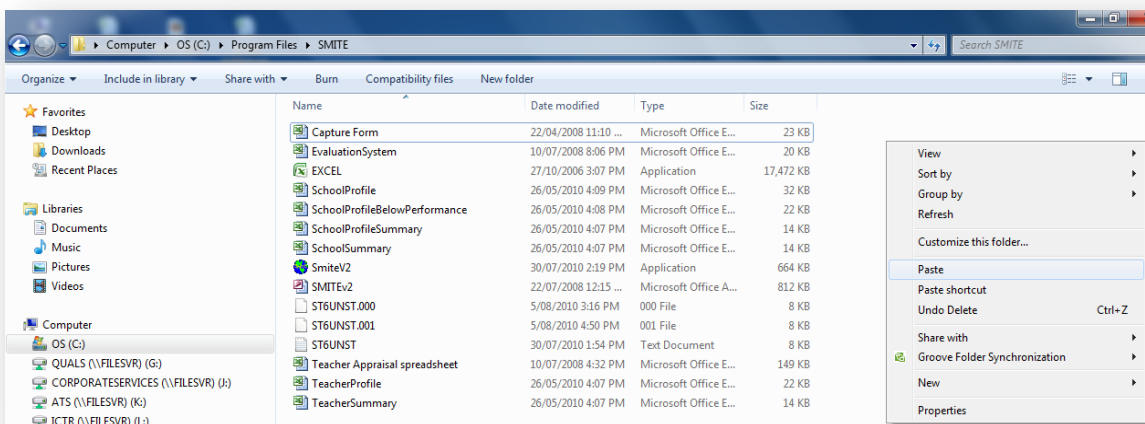 Computer OS (C:) Program Files SMITE
Search SMITE
Organize Include in library Share with Burn Compatibility files New folder
Favorites
Desktop
Downloads
Recent Places
Libraries
Documents
Music
Pictures
Videos
Computer
OS (C:)
QUALS (\\FILESVR) (G:)
CORPORATESERVICES (\\FILESVR) (J:)
ATS (\\FILESVR) (K:)
ICTR (\\FILESVR) (L:)
Name Date modified Type Size
Capture Form 22/04/2008 11:10 ... Microsoft Office E... 23 KB
EvaluationSystem 10/07/2008 8:06 PM Microsoft Office E... 20 KB
EXCEL 27/10/2006 3:07 PM Application 17,472 KB
SchoolProfile 26/05/2010 4:09 PM Microsoft Office E... 32 KB
SchoolProfileBelowPerformance 26/05/2010 4:08 PM Microsoft Office E... 22 KB
SchoolProfileSummary 26/05/2010 4:07 PM Microsoft Office E... 14 KB
SchoolSummary 26/05/2010 4:07 PM Microsoft Office E... 14 KB
SmiteV2 30/07/2010 2:19 PM Application 664 KB
SMITEv2 22/07/2008 12:15 ... Microsoft Office A... 812 KB
ST6UNST.000 5/08/2010 3:16 PM 000 File 8 KB
ST6UNST.001 5/08/2010 4:50 PM 001 File 8 KB
ST6UNST 30/07/2010 1:54 PM Text Document 8 KB
Teacher Appraisal spreadsheet 10/07/2008 4:32 PM Microsoft Office E... 149 KB
TeacherProfile 26/05/2010 4:07 PM Microsoft Office E... 22 KB
TeacherSummary 26/05/2010 4:07 PM Microsoft Office E... 14 KB
View
Sort by
Group by
Refresh
Customize this folder...
Paste
Paste shortcut
Undo Delete Ctrl+Z
Share with
Groove Folder Synchronization
New
Properties